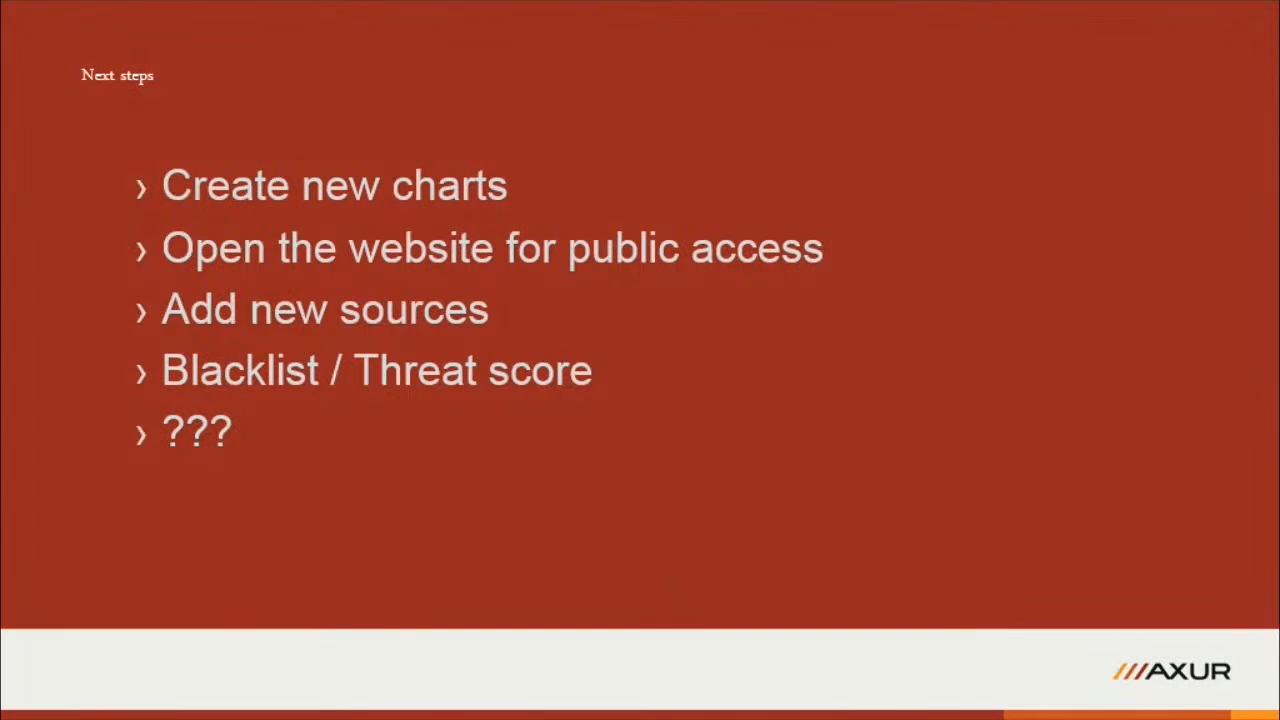 Next steps
› Create new charts
› Open the website for public access
› Add new sources
› Blacklist / Threat score
› ???
///AXUR